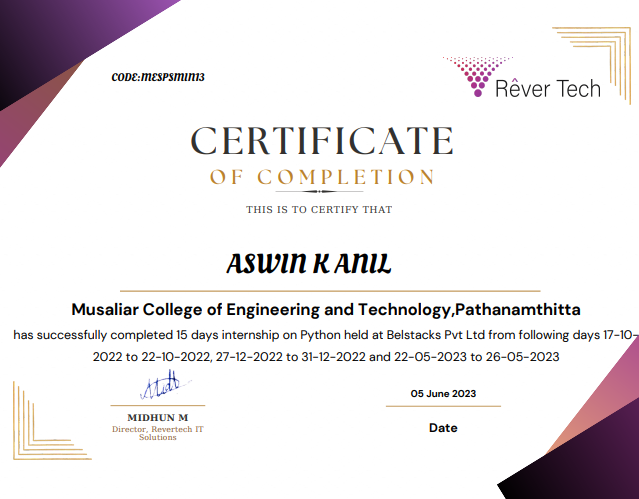 CODE:MESPSMINI3
Rêver Tech
CERTIFICATE
OF COMPLETION
THIS IS TO CERTIFY THAT
ASWIN K ANIL
Musaliar College of Engineering and Technology,Pathanamthitta
has successfully completed 15 days internship on Python held at Belstacks Pvt Ltd from following days 17-10-
2022 to 22-10-2022, 27-12-2022 to 31-12-2022 and 22-05-2023 to 26-05-2023
MIDHUN M
Director, Revertech IT
Solutions
05 June 2023
Date